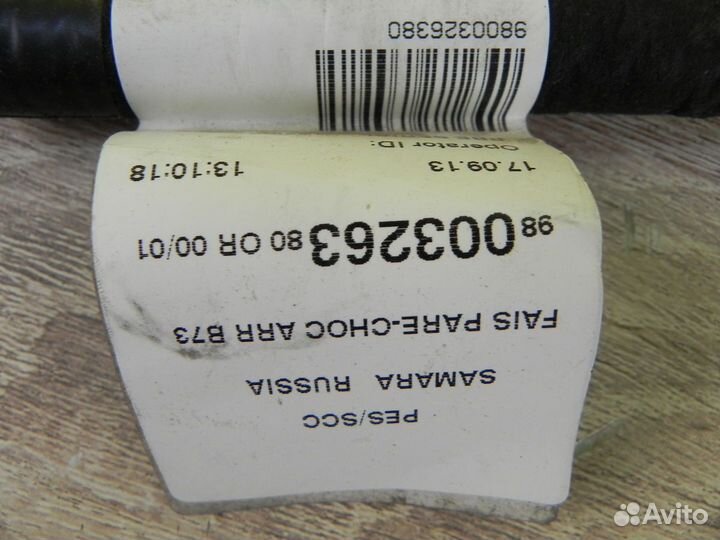 PES/SCC
SAMARA RUSSIA
FAIS PARE-CHOC ARR B73
98 003263 80 OR 00/01
17.09.13 13:10:18
Operator ID:
9800326380
Avito